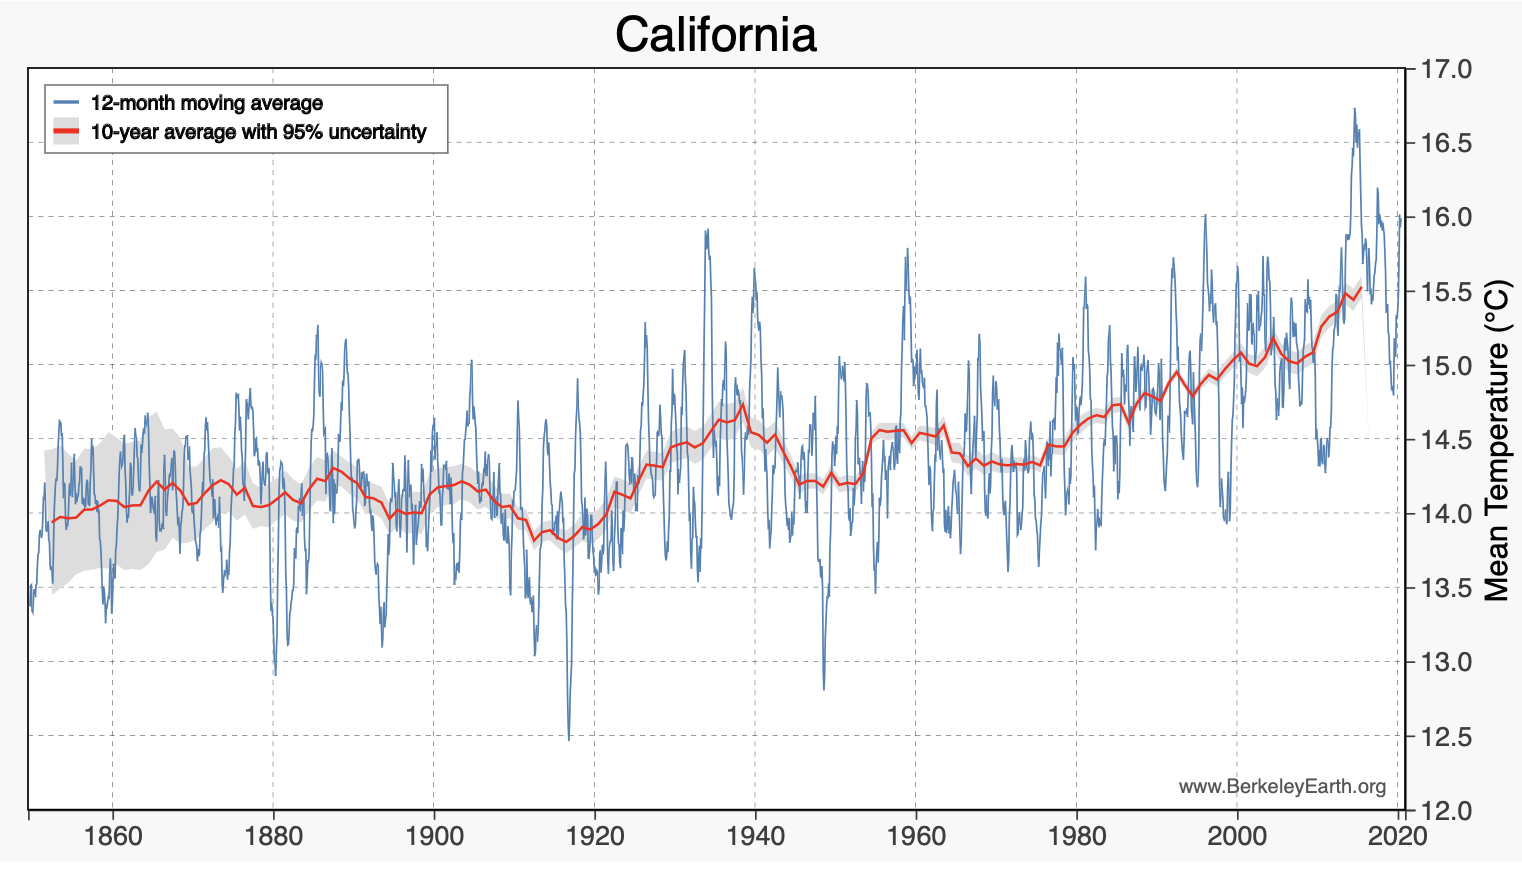 California
12-month moving average
10-year average with 95% uncertainty
17.0
16.5
16.0
15.5
15.0
14.5
14.0
13.5
13.0
12.5
12.0
Mean Temperature (°C)
www.BerkeleyEarth.org
1860 1880 1900 1920 1940 1960 1980 2000 2020